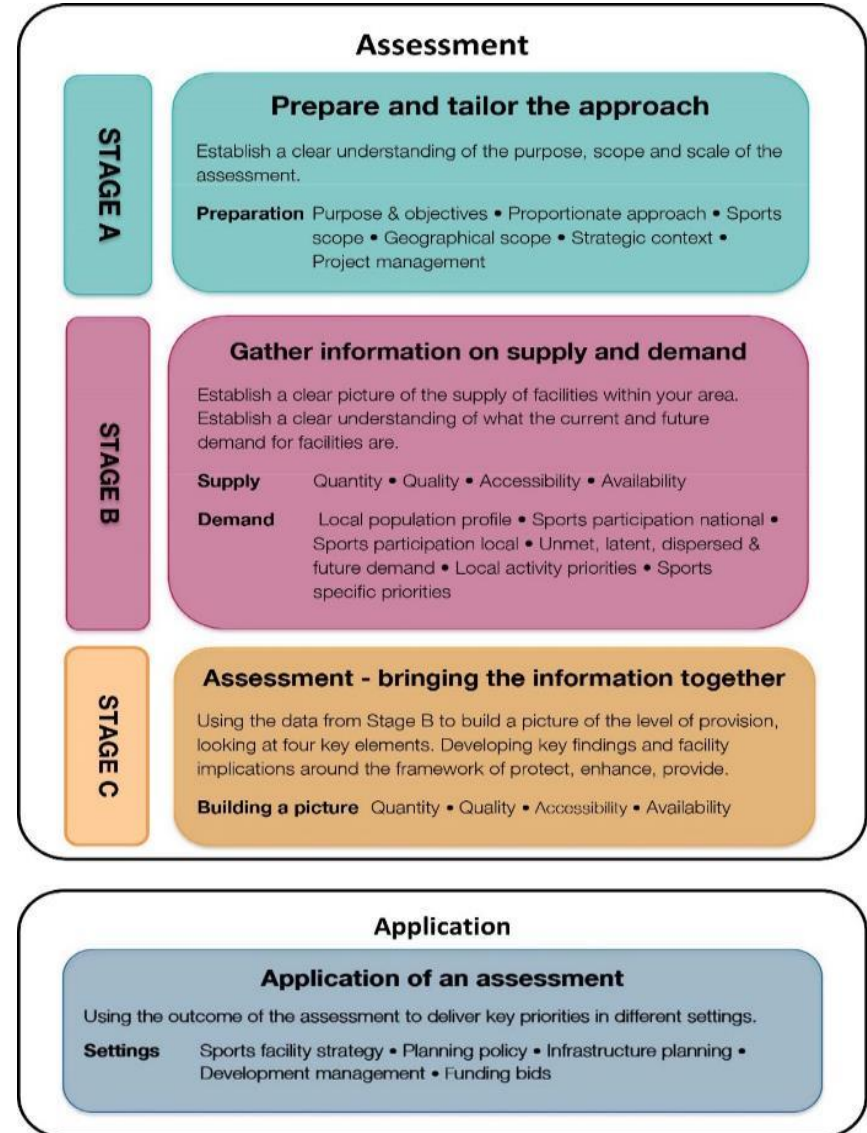 Assessment
STAGE A
Prepare and tailor the approach
Establish a clear understanding of the purpose, scope and scale of the
assessment.
Preparation Purpose & objectives • Proportionate approach • Sports
scope • Geographical scope • Strategic context •
Project management
STAGE B
Gather information on supply and demand
Establish a clear picture of the supply of facilities within your area.
Establish a clear understanding of what the current and future
demand for facilities are.
Supply Quantity • Quality • Accessibility • Availability
Demand Local population profile • Sports participation national •
Sports participation local • Unmet, latent, dispersed &
future demand • Local activity priorities • Sports
specific priorities
STAGE C
Assessment - bringing the information together
Using the data from Stage B to build a picture of the level of provision,
looking at four key elements. Developing key findings and facility
implications around the framework of protect, enhance, provide.
Building a picture Quantity • Quality • Accessibility • Availability
Application
Application of an assessment
Using the outcome of the assessment to deliver key priorities in different settings.
Settings Sports facility strategy • Planning policy • Infrastructure planning •
Development management • Funding bids